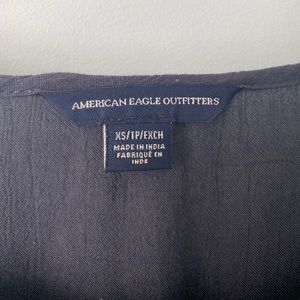 AMERICAN EAGLE OUTFITTERS
XS/TP/EXCH
MADE IN INDIA
FABRIQUÉ EN
INDE